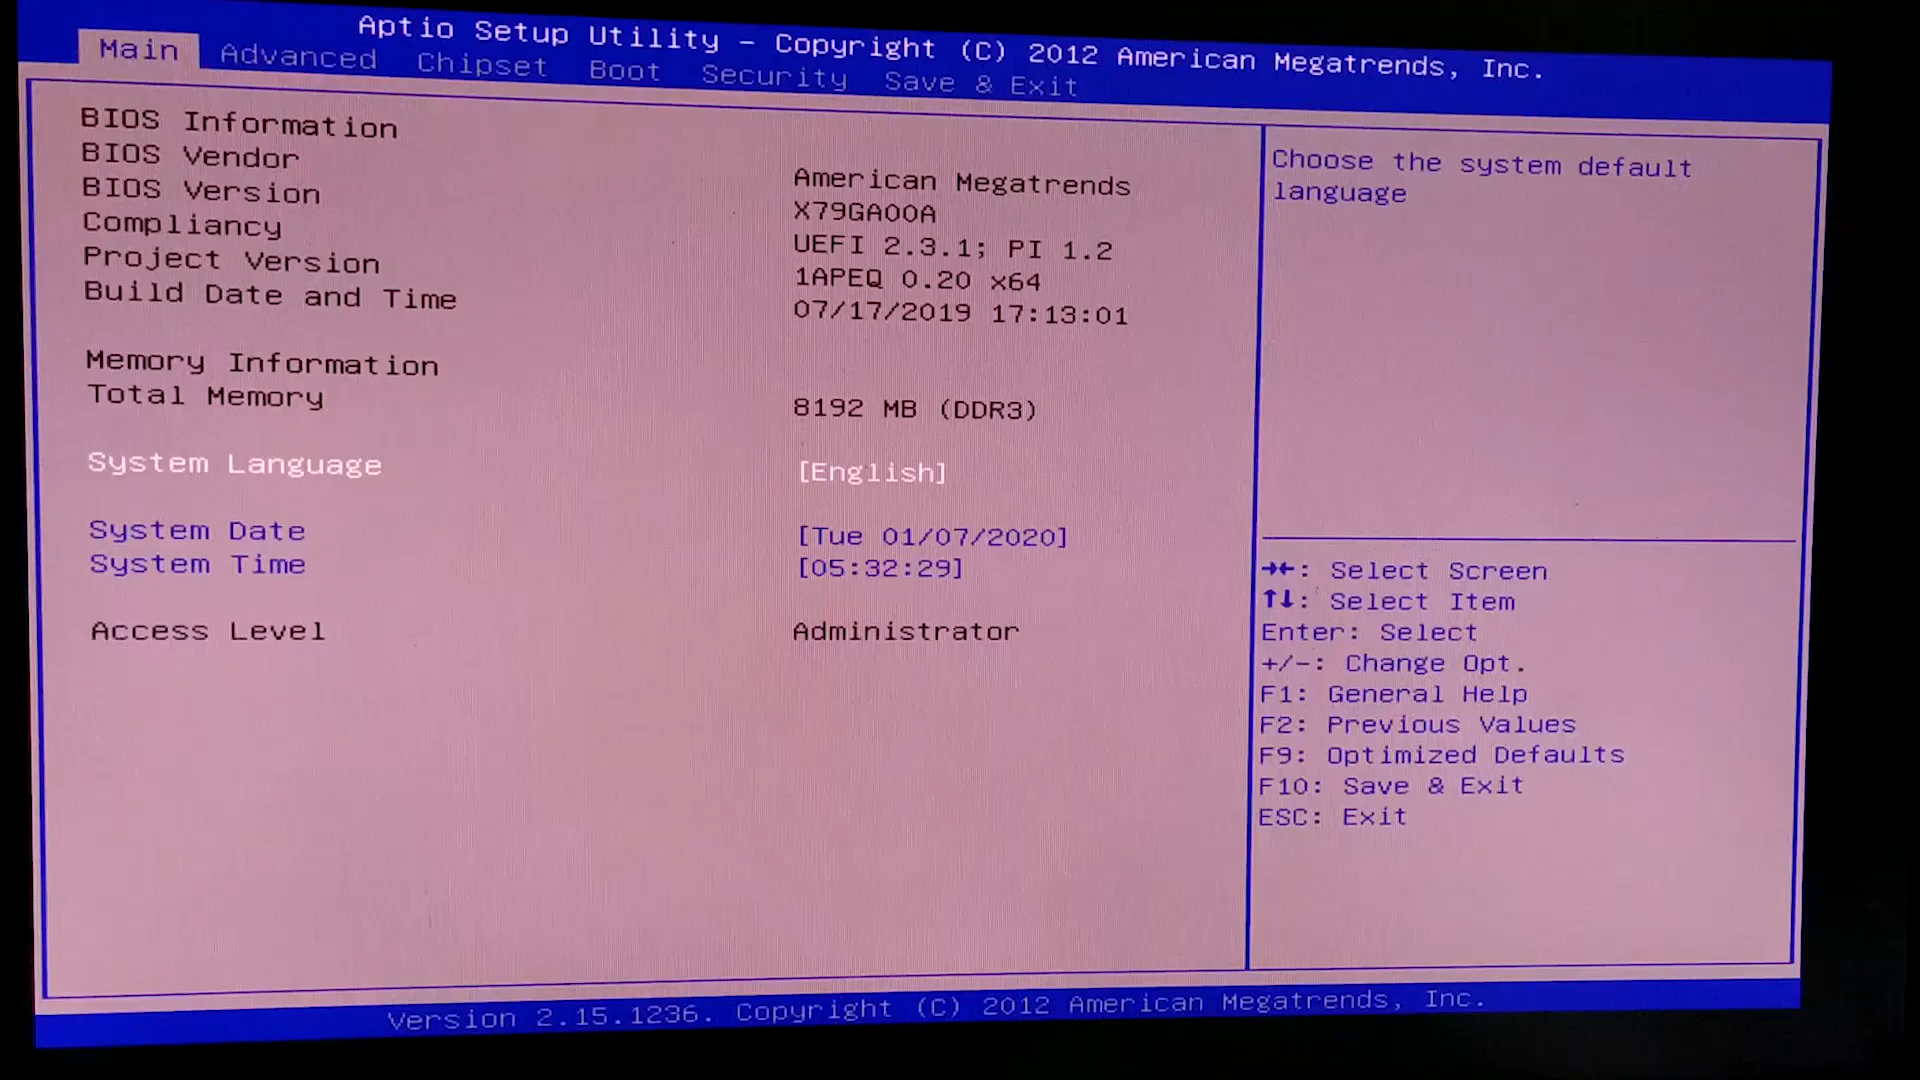 Aptio Setup Utility – Copyright (C) 2012 American Megatrends, Inc.
Main Advanced Chipset Boot Security Save & Exit
BIOS Information
BIOS Vendor American Megatrends
BIOS Version X79GA00A
Compliancy UEFI 2.3.1; PI 1.2
Project Version 1APEQ 0.20 x64
Build Date and Time 07/17/2019 17:13:01
Memory Information
Total Memory 8192 MB (DDR3)
System Language [English]
System Date [Tue 01/07/2020]
System Time [05:32:29]
Access Level Administrator
Choose the system default
language
→←: Select Screen
↑↓: Select Item
Enter: Select
+/-: Change Opt.
F1: General Help
F2: Previous Values
F9: Optimized Defaults
F10: Save & Exit
ESC: Exit
Version 2.15.1236. Copyright (C) 2012 American Megatrends, Inc.